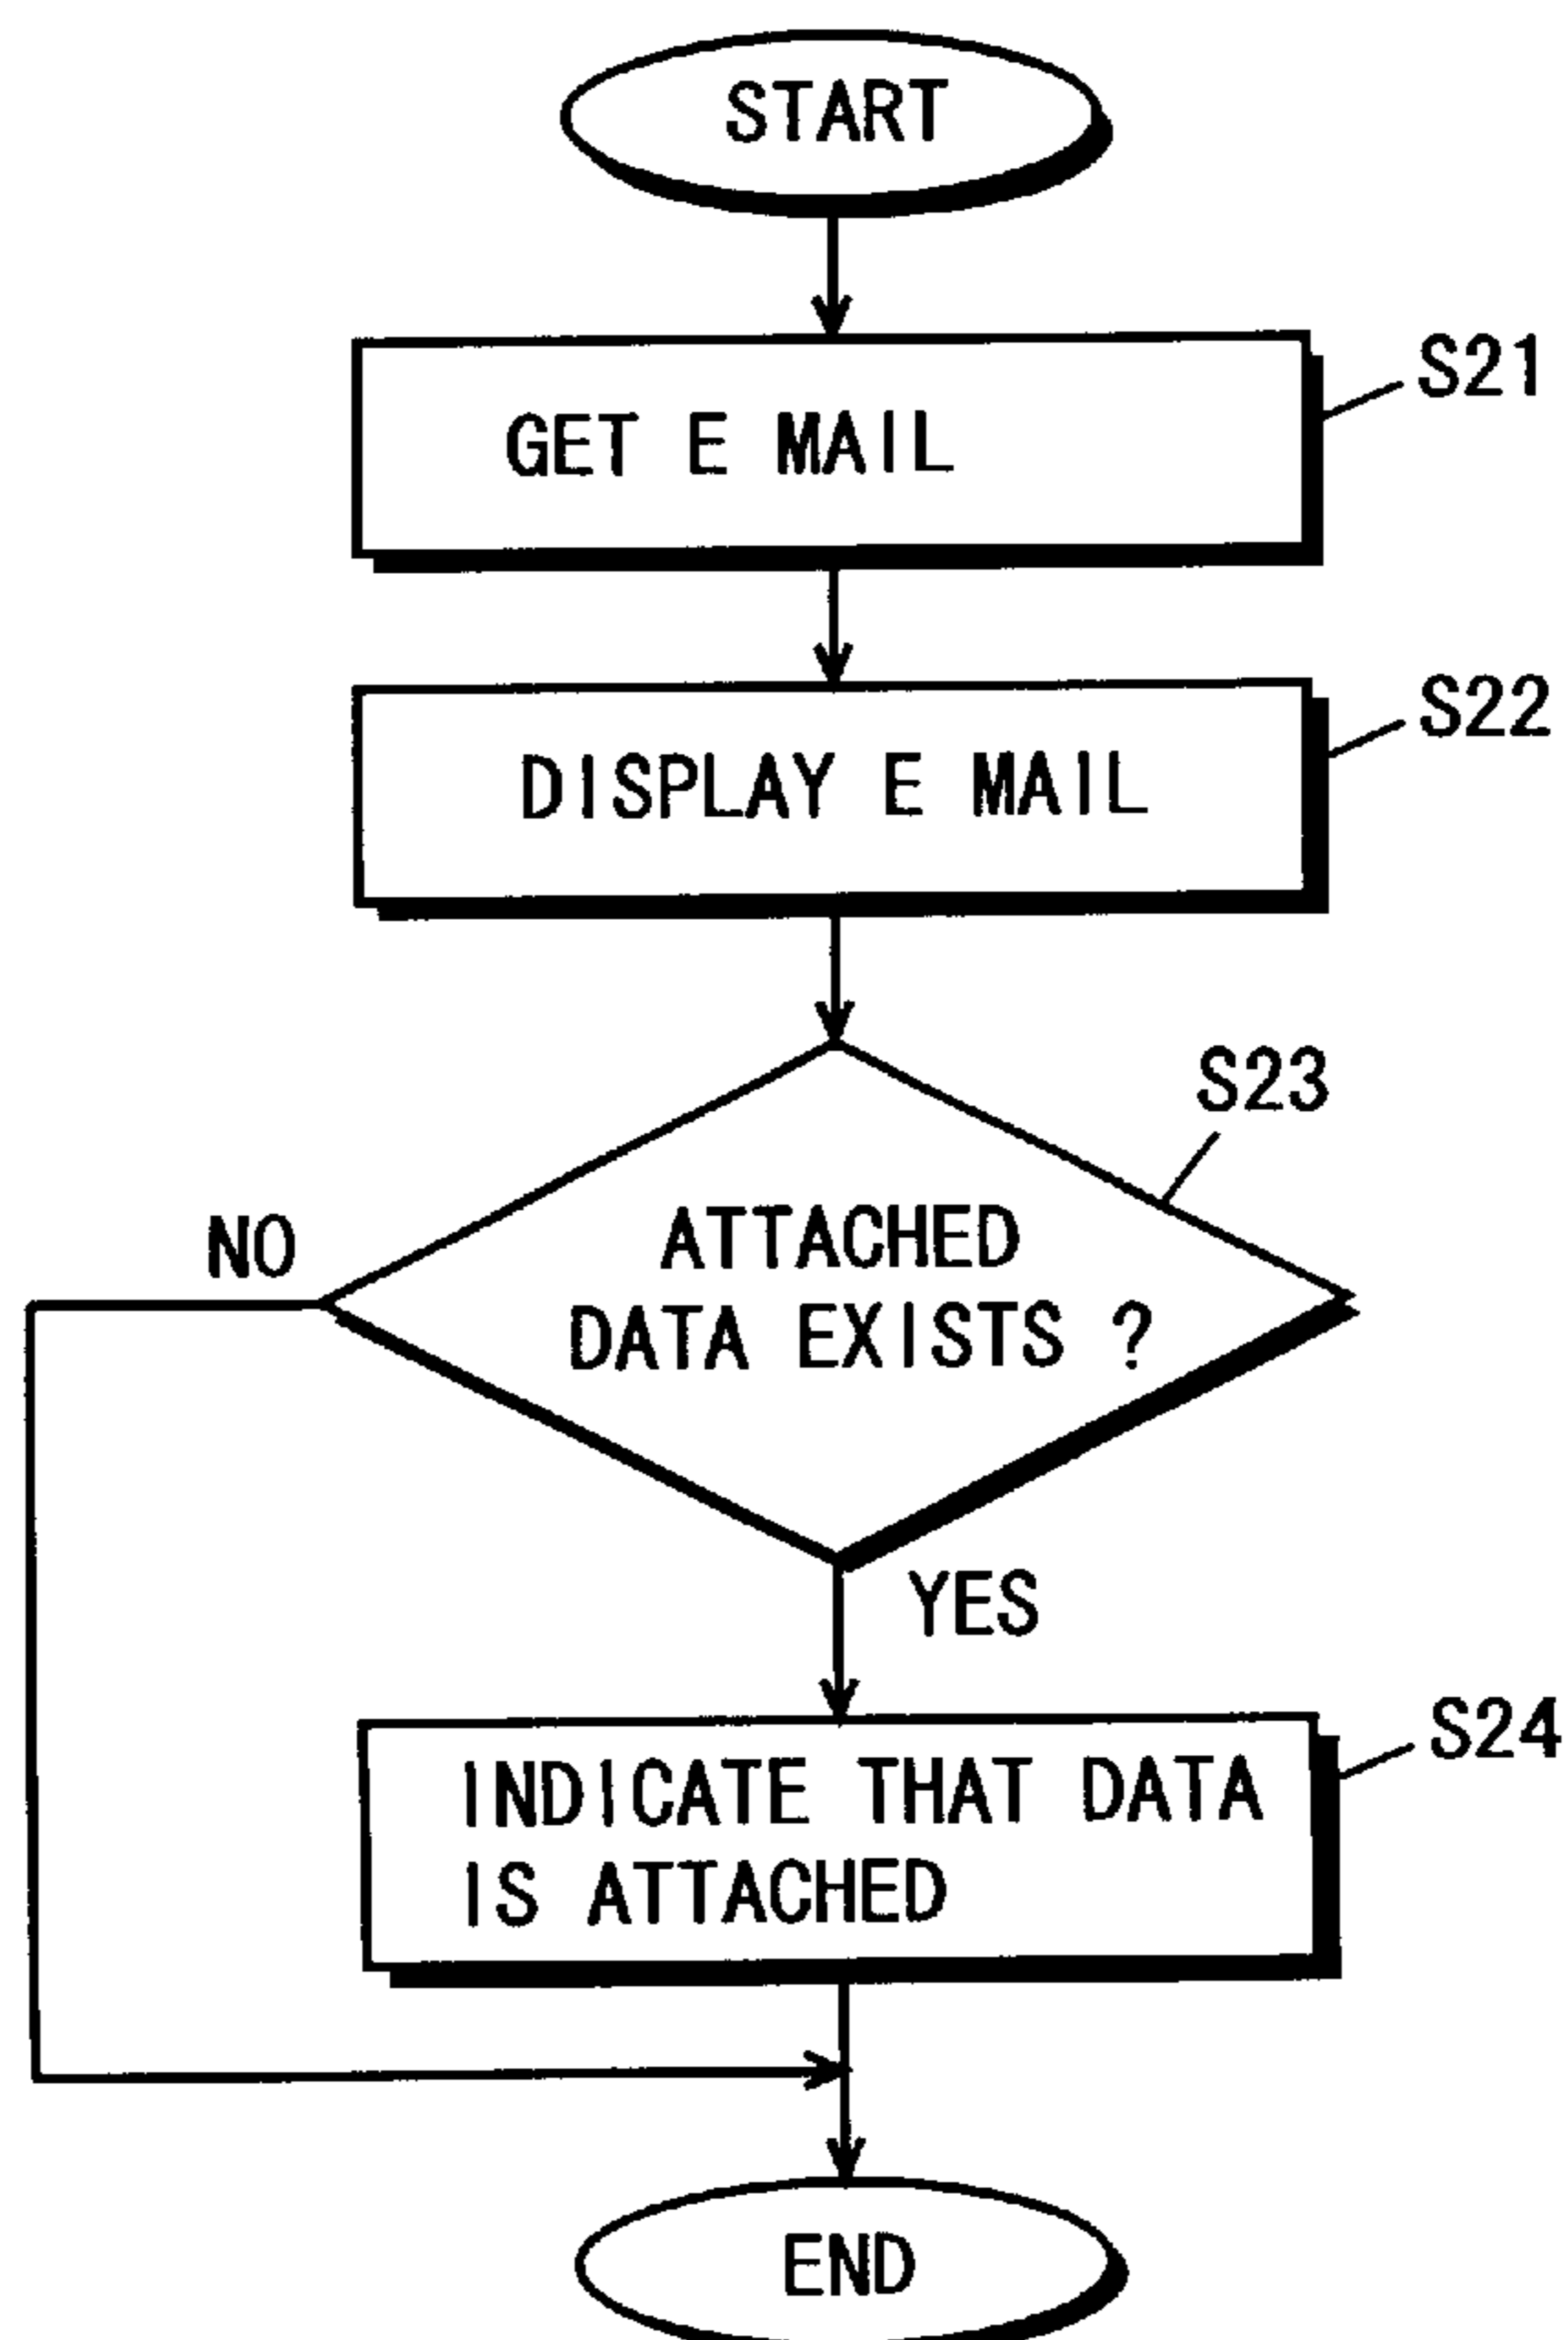 START
S21
GET E MAIL
S22
DISPLAY E MAIL
S23
NO
ATTACHED
DATA EXISTS ?
YES
S24
INDICATE THAT DATA
IS ATTACHED
END